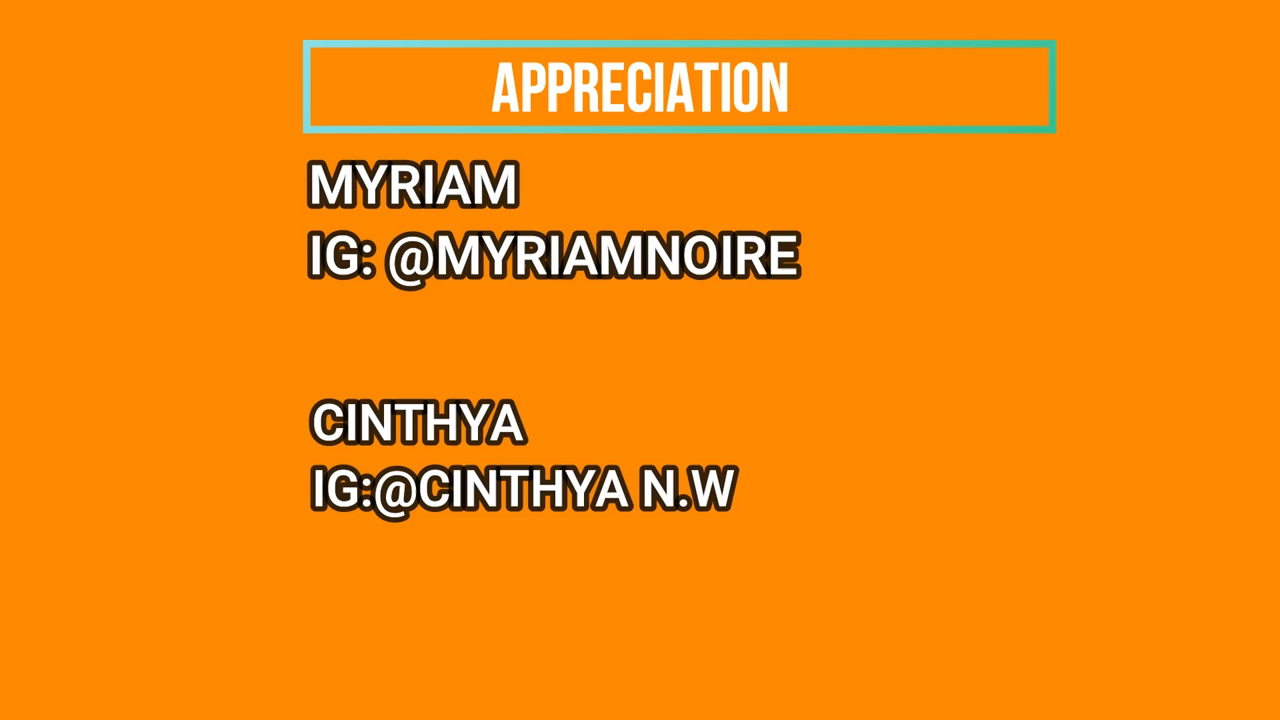 APPRECIATION
MYRIAM
IG: @MYRIAMNOIRE
CINTHYA
IG:@CINTHYA N.W